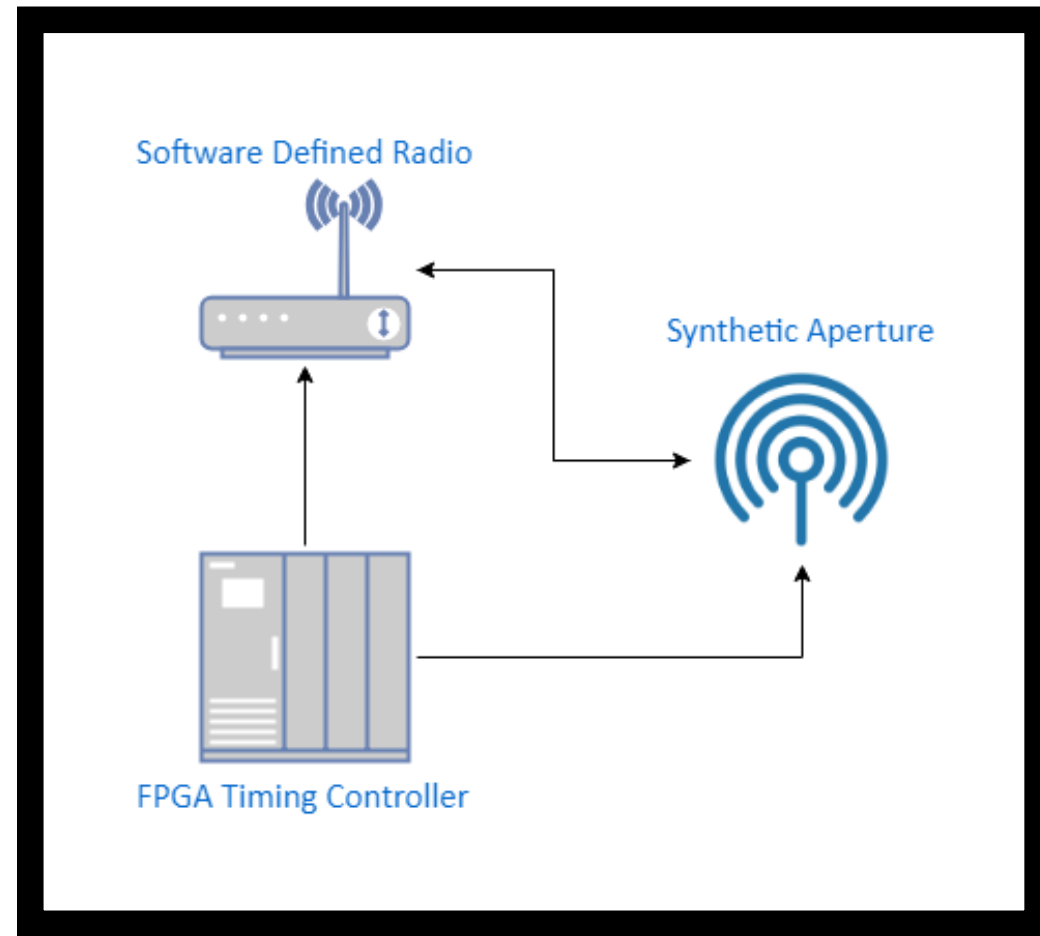 Software Defined Radio
Synthetic Aperture
FPGA Timing Controller